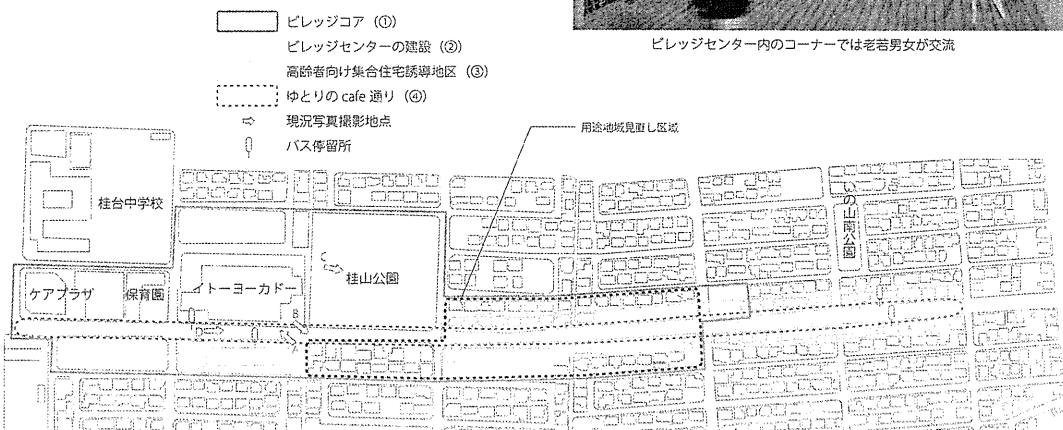 ビレッジコア（①）
ビレッジセンターの建設（②）
高齢者向け集合住宅誘導地区（③）
ゆとりの cafe 通り（④）
現況写真撮影地点
バス停留所
ビレッジセンター内のコーナーでは老若男女が交流
用途地域見直し区域
桂台中学校
ケアプラザ
保育園
イトーヨーカドー
桂山公園
いの山南公園
B